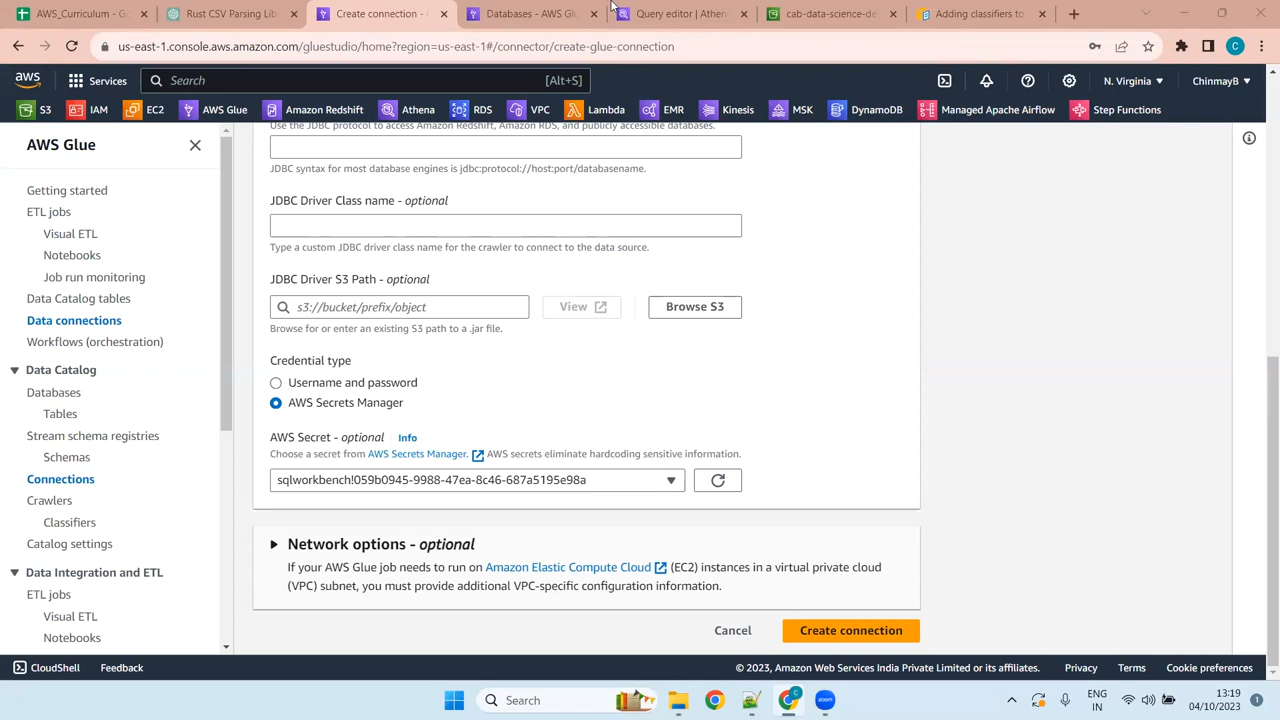 AWS_Curriculum - G
Rust CSV Parsing Lib
Create connection -
Databases - AWS Glu
Query editor | Athen
cab-data-science-de
Adding classifiers to
us-east-1.console.aws.amazon.com/gluestudio/home?region=us-east-1#/connector/create-glue-connection
aws Services Search [Alt+S] N. Virginia ChinmayB
S3 IAM EC2 AWS Glue Amazon Redshift Athena RDS VPC Lambda EMR Kinesis MSK DynamoDB Managed Apache Airflow Step Functions
AWS Glue
Getting started
ETL jobs
Visual ETL
Notebooks
Job run monitoring
Data Catalog tables
Data connections
Workflows (orchestration)
Data Catalog
Databases
Tables
Stream schema registries
Schemas
Connections
Crawlers
Classifiers
Catalog settings
Data Integration and ETL
ETL jobs
Visual ETL
Notebooks
Use the JDBC protocol to access Amazon Redshift, Amazon RDS, and publicly accessible databases.
JDBC syntax for most database engines is jdbc:protocol://host:port/databasename.
JDBC Driver Class name - optional
Type a custom JDBC driver class name for the crawler to connect to the data source.
JDBC Driver S3 Path - optional
s3://bucket/prefix/object View Browse S3
Browse for or enter an existing S3 path to a .jar file.
Credential type
Username and password
AWS Secrets Manager
AWS Secret - optional Info
Choose a secret from AWS Secrets Manager. AWS secrets eliminate hardcoding sensitive information.
sqlworkbench!059b0945-9988-47ea-8c46-687a5195e98a
Network options - optional
If your AWS Glue job needs to run on Amazon Elastic Compute Cloud (EC2) instances in a virtual private cloud
(VPC) subnet, you must provide additional VPC-specific configuration information.
Cancel Create connection
CloudShell Feedback © 2023, Amazon Web Services India Private Limited or its affiliates. Privacy Terms Cookie preferences
Search
ENG
IN
13:19
04/10/2023
1